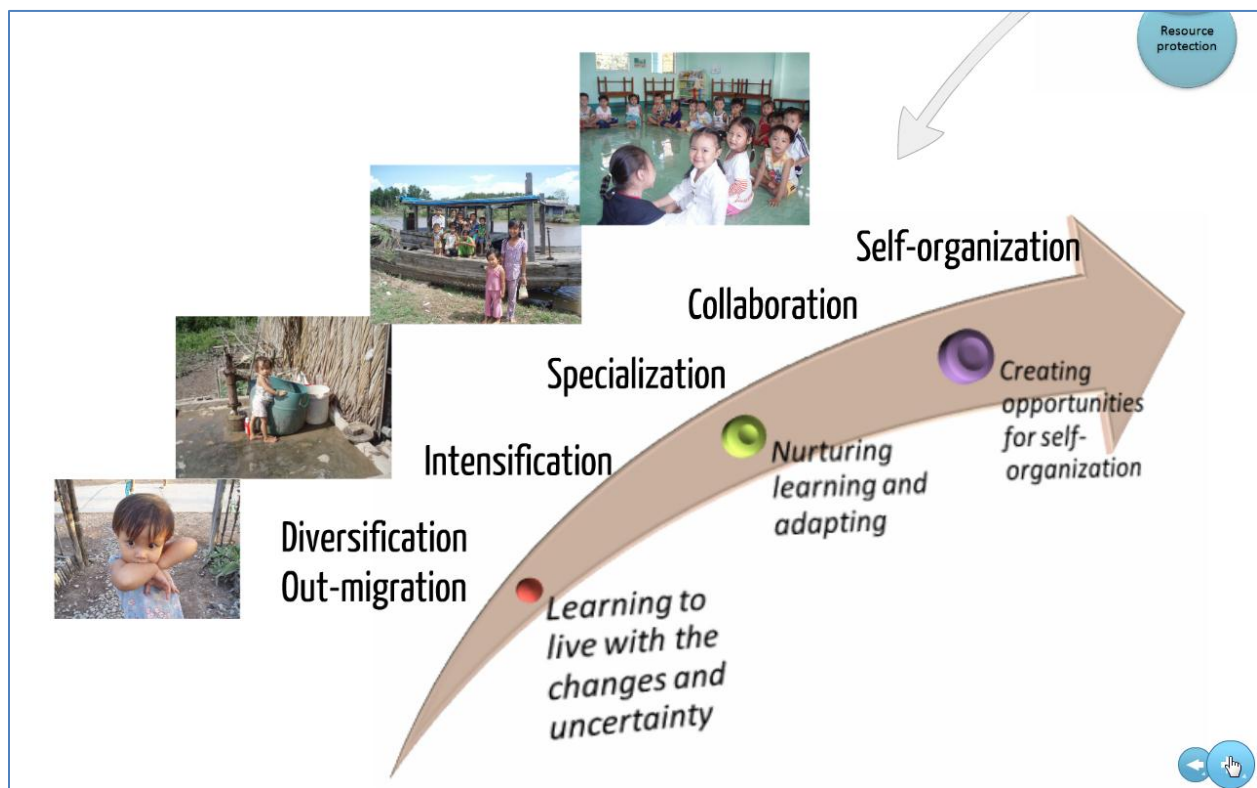 Resource
protection
Self-organization
Collaboration
Specialization
Intensification
Diversification
Out-migration
Creating
opportunities
for self-
organization
Nurturing
learning and
adapting
Learning to
live with the
changes and
uncertainty